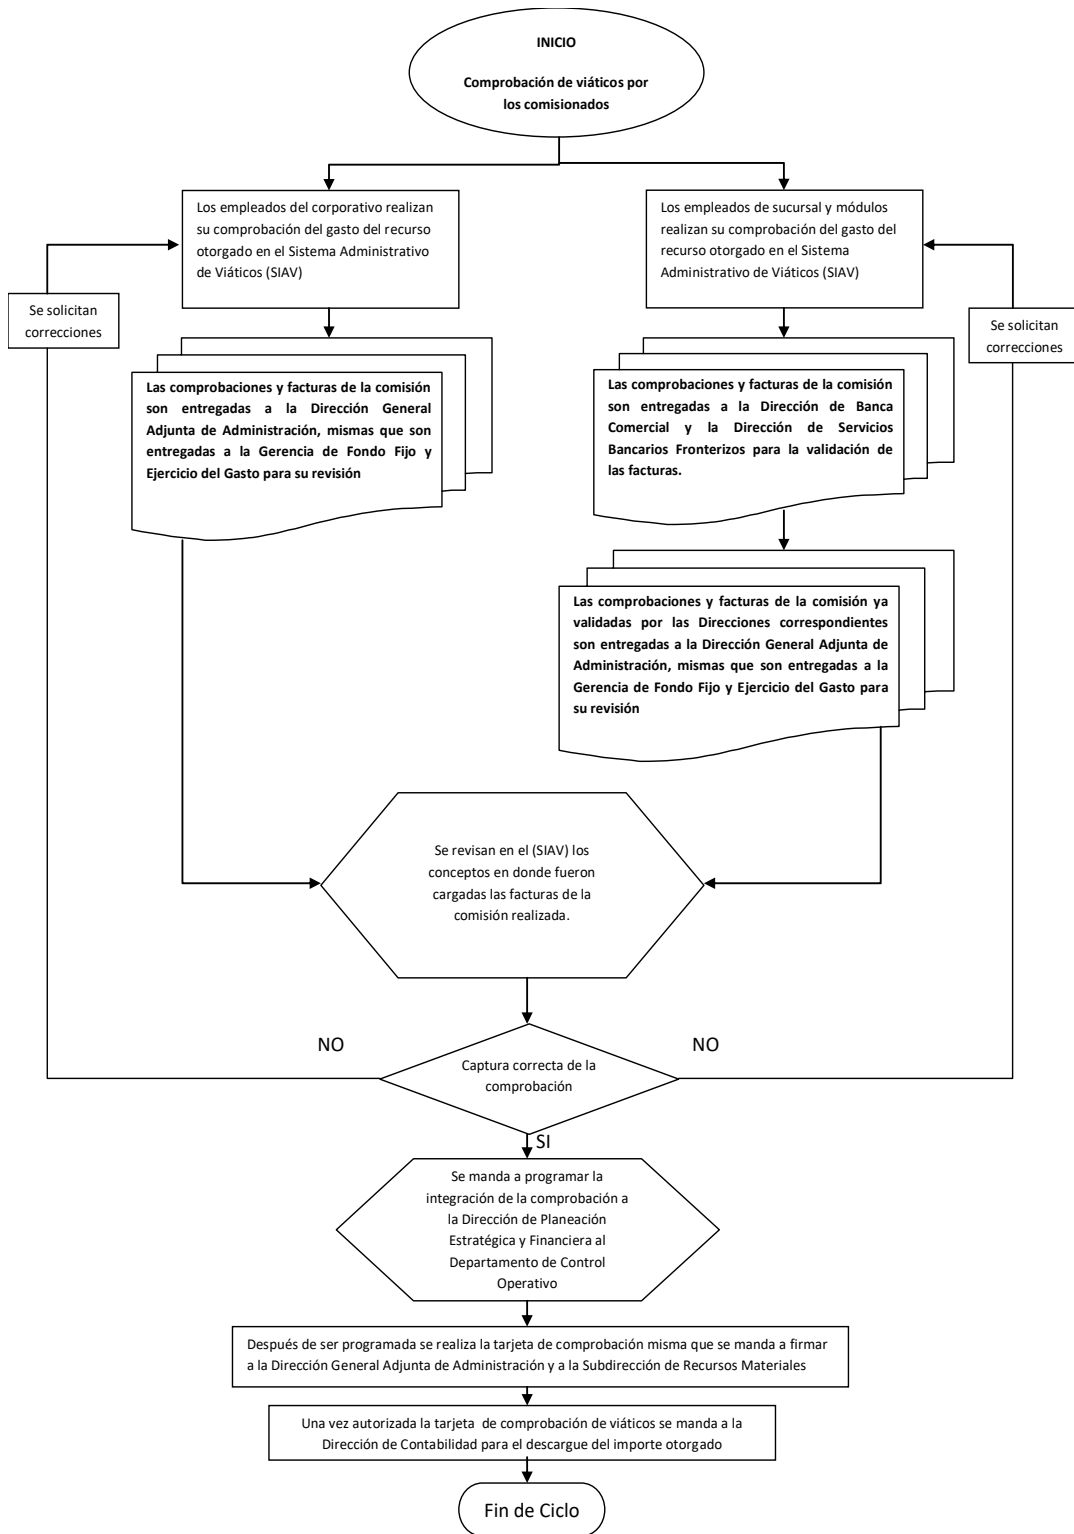 INICIO
Comprobación de viáticos por
los comisionados
Los empleados del corporativo realizan
su comprobación del gasto del recurso
otorgado en el Sistema Administrativo
de Viáticos (SIAV)
Los empleados de sucursal y módulos
realizan su comprobación del gasto del
recurso otorgado en el Sistema
Administrativo de Viáticos (SIAV)
Se solicitan
correcciones
Se solicitan
correcciones
Las comprobaciones y facturas de la comisión
son entregadas a la Dirección General
Adjunta de Administración, mismas que son
entregadas a la Gerencia de Fondo Fijo y
Ejercicio del Gasto para su revisión
Las comprobaciones y facturas de la comisión
son entregadas a la Dirección de Banca
Comercial y la Dirección de Servicios
Bancarios Fronterizos para la validación de
las facturas.
Las comprobaciones y facturas de la comisión ya
validadas por las Direcciones correspondientes
son entregadas a la Dirección General Adjunta de
Administración, mismas que son entregadas a la
Gerencia de Fondo Fijo y Ejercicio del Gasto para
su revisión
Se revisan en el (SIAV) los
conceptos en donde fueron
cargadas las facturas de la
comisión realizada.
NO
NO
Captura correcta de la
comprobación
SI
Se manda a programar la
integración de la comprobación a
la Dirección de Planeación
Estratégica y Financiera al
Departamento de Control
Operativo
Después de ser programada se realiza la tarjeta de comprobación misma que se manda a firmar
a la Dirección General Adjunta de Administración y a la Subdirección de Recursos Materiales
Una vez autorizada la tarjeta de comprobación de viáticos se manda a la
Dirección de Contabilidad para el descargue del importe otorgado
Fin de Ciclo